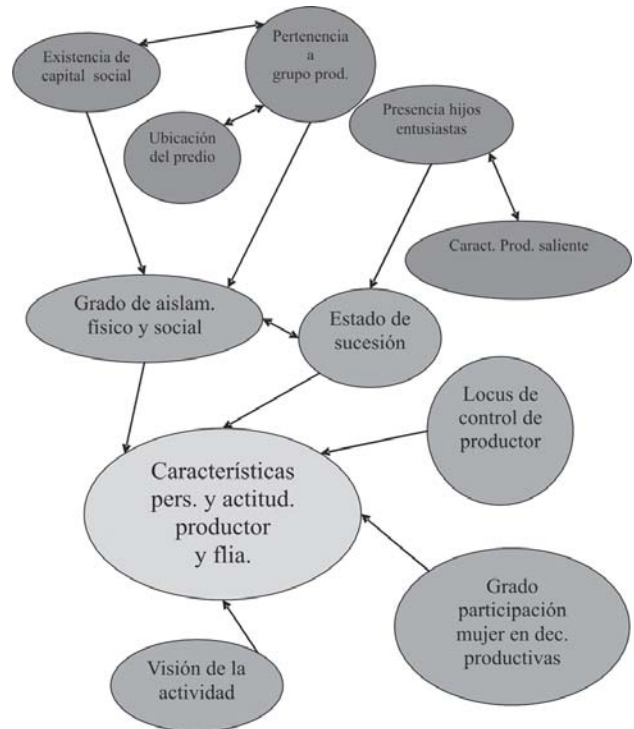 Existencia de
capital social
Pertenencia
a
grupo prod.
Ubicación
del predio
Presencia hijos
entusiastas
Caract. Prod. saliente
Grado de aislam.
físico y social
Estado de
sucesión
Locus de
control de
productor
Características
pers. y actitud.
productor
y flia.
Grado
participación
mujer en dec.
productivas
Visión de la
actividad